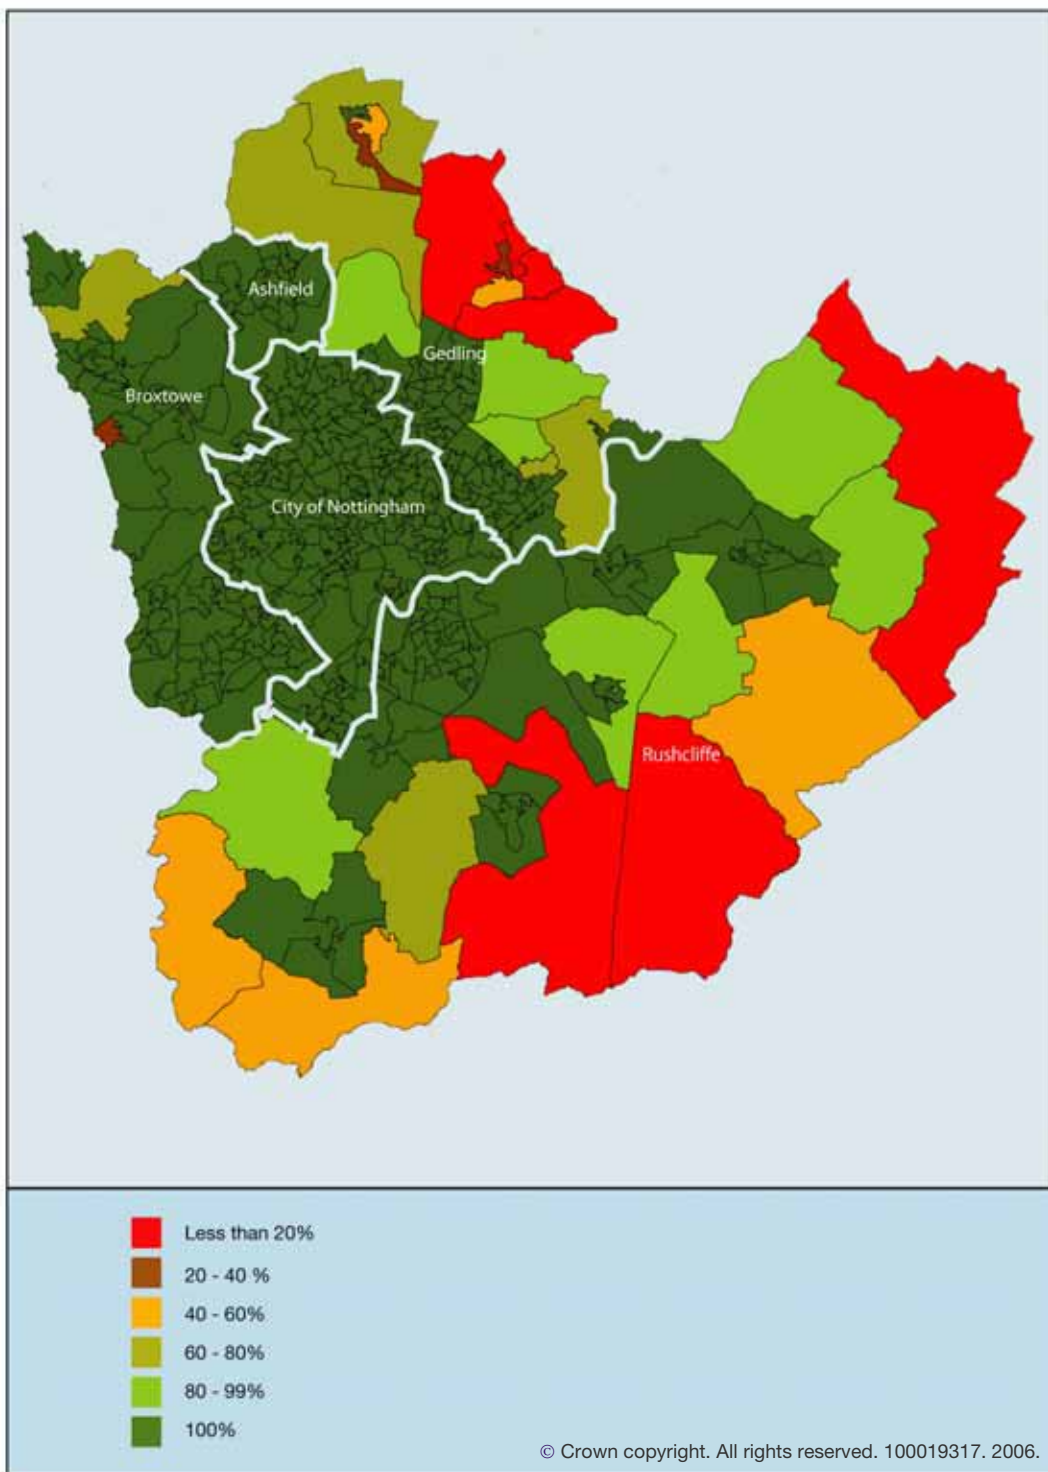 Ashfield
Gedling
Broxtowe
City of Nottingham
Rushcliffe
Less than 20%
20 - 40 %
40 - 60%
60 - 80%
80 - 99%
100%
© Crown copyright. All rights reserved. 100019317. 2006.